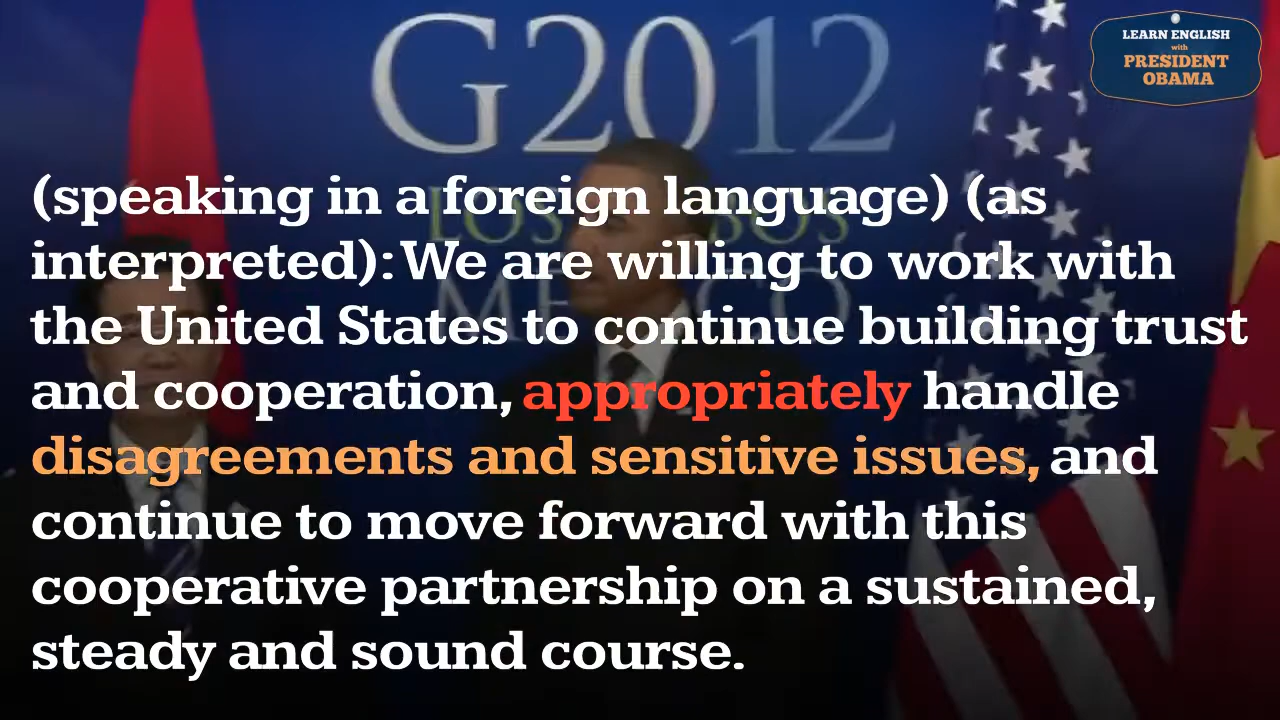 G2012
LEARN ENGLISH
with
PRESIDENT
OBAMA
(speaking in a foreign language) (as
interpreted): We are willing to work with
the United States to continue building trust
and cooperation, appropriately handle
disagreements and sensitive issues, and
continue to move forward with this
cooperative partnership on a sustained,
steady and sound course.